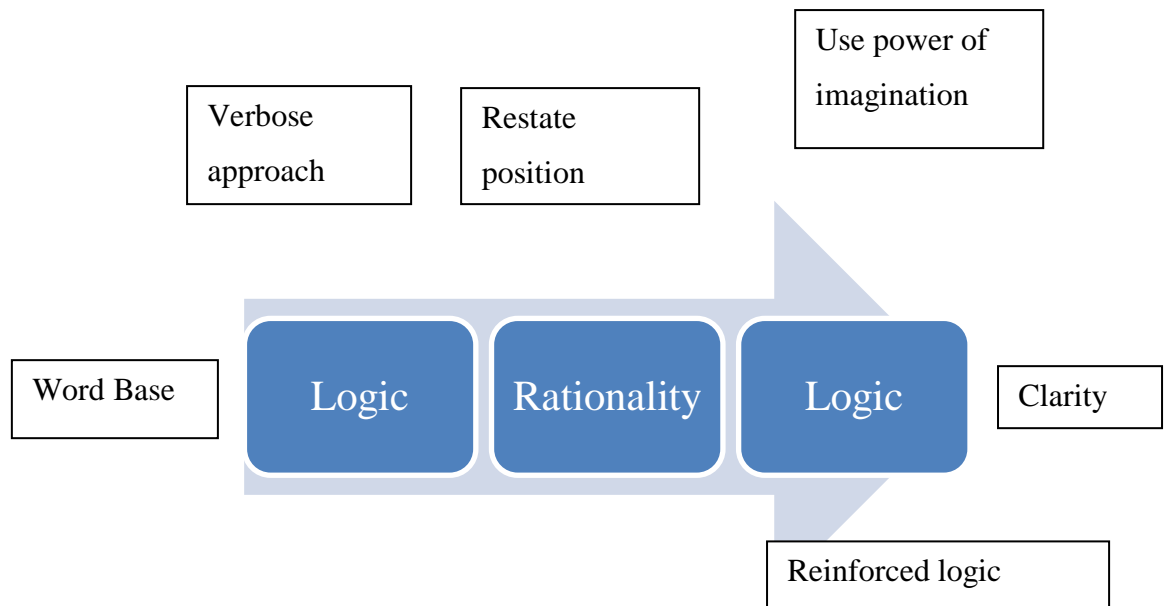 Use power of
imagination
Verbose
approach
Restate
position
Word Base
Logic
Rationality
Logic
Clarity
Reinforced logic